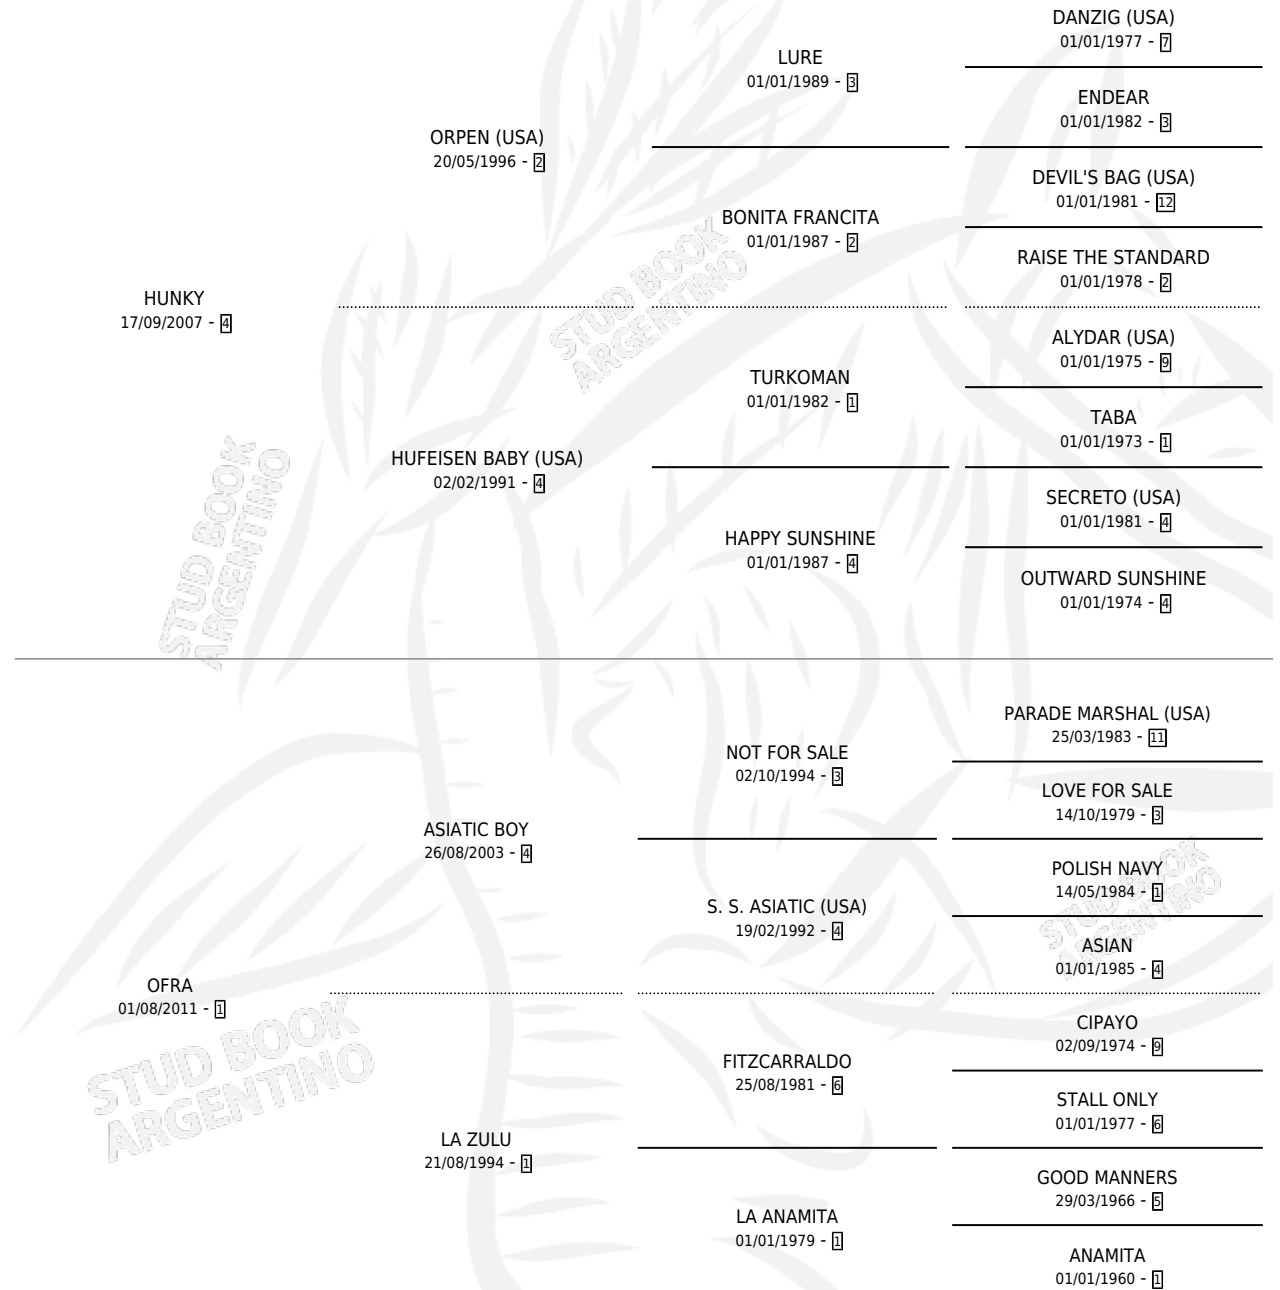 DANZIG (USA)
01/01/1977 - 7
LURE
01/01/1989 - 3
ENDEAR
01/01/1982 - 3
ORPEN (USA)
20/05/1996 - 2
DEVIL'S BAG (USA)
01/01/1981 - 12
BONITA FRANCITA
01/01/1987 - 2
RAISE THE STANDARD
01/01/1978 - 2
HUNKY
17/09/2007 - 4
STUD BOOK
ARGENTINO
ALYDAR (USA)
01/01/1975 - 9
TURKOMAN
01/01/1982 - 1
TABA
01/01/1973 - 1
HUFEISEN BABY (USA)
02/02/1991 - 4
SECRETO (USA)
01/01/1981 - 4
HAPPY SUNSHINE
01/01/1987 - 4
OUTWARD SUNSHINE
01/01/1974 - 4
STUD BOOK
ARGENTINO
PARADE MARSHAL (USA)
25/03/1983 - 11
NOT FOR SALE
02/10/1994 - 3
LOVE FOR SALE
14/10/1979 - 3
ASIATIC BOY
26/08/2003 - 4
POLISH NAVY
14/05/1984 - 1
S. S. ASIATIC (USA)
19/02/1992 - 4
STUD BOOK
ARGENTINO
ASIAN
01/01/1985 - 4
OFRA
01/08/2011 - 1
CIPAYO
02/09/1974 - 9
FITZCARRALDO
25/08/1981 - 6
STUD BOOK
ARGENTINO
STALL ONLY
01/01/1977 - 6
LA ZULU
21/08/1994 - 1
GOOD MANNERS
29/03/1966 - 5
LA ANAMITA
01/01/1979 - 1
ANAMITA
01/01/1960 - 1